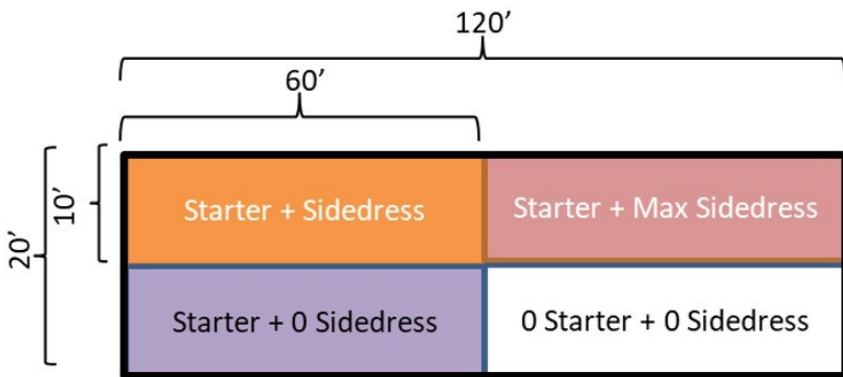 120’
60’
20’
10’
Starter + Sidedress
Starter + Max Sidedress
Starter + 0 Sidedress
0 Starter + 0 Sidedress